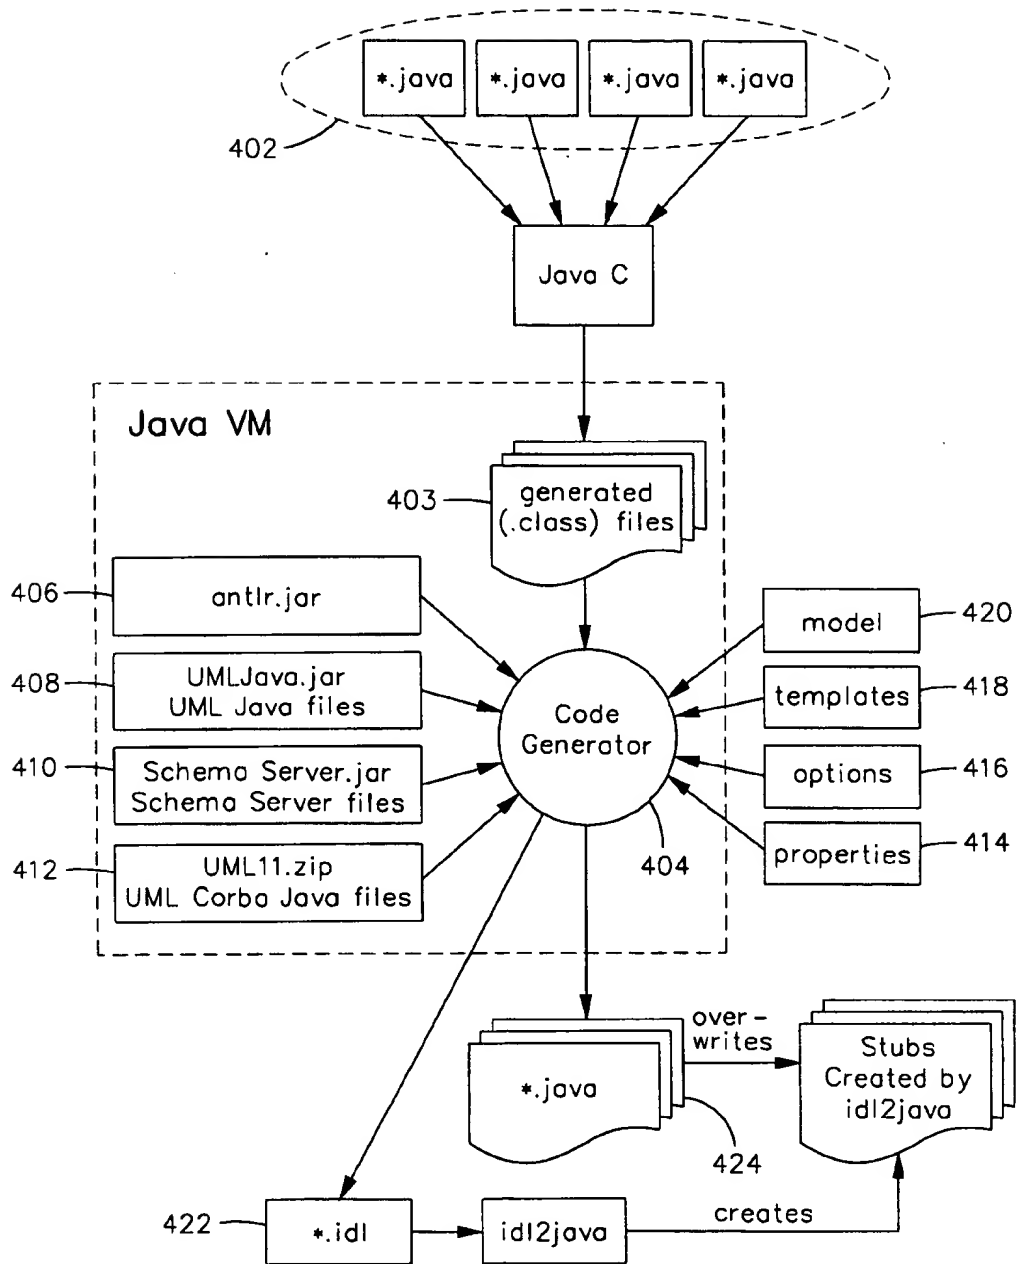 *.java
*.java
*.java
*.java
402
Java C
Java VM
403
generated
(.class) files
406
antlr.jar
408
UMLJava.jar
UML Java files
410
Schema Server.jar
Schema Server files
412
UML11.zip
UML Corba Java files
Code
Generator
404
model
420
templates
418
options
416
properties
414
*.java
424
over-
writes
Stubs
Created by
idl2java
422
*.idl
idl2java
creates